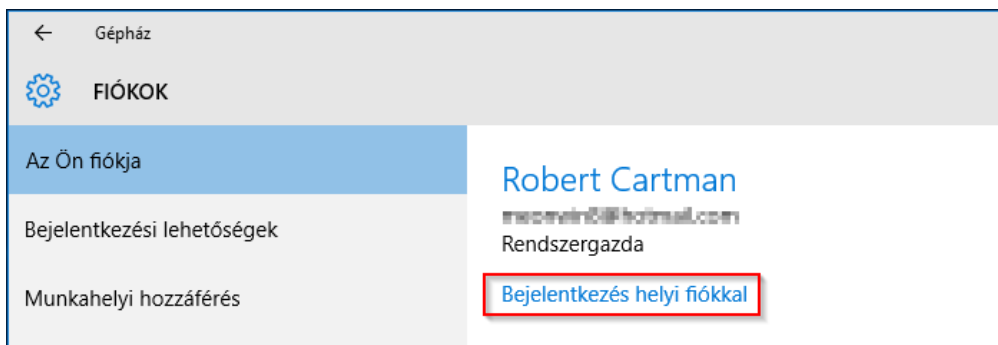 Gépház
FIÓKOK
Az Ön fiókja
Bejelentkezési lehetőségek
Munkahelyi hozzáférés
Robert Cartman
Rendszergazda
Bejelentkezés helyi fiókkal